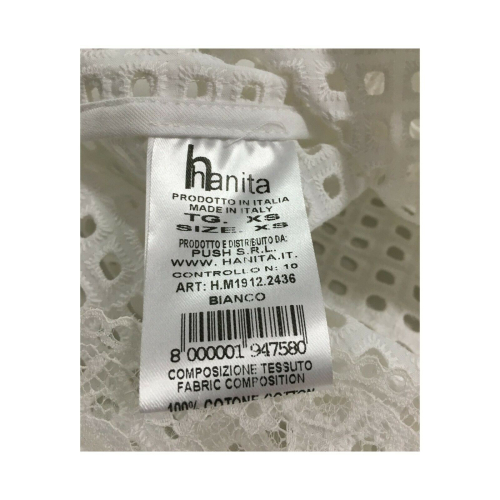 hanita
PRODOTTO IN ITALIA
MADE IN ITALY
TG. XS
SIZE. XS
PRODOTTO E DISTRIBUITO DA:
PUSH S.R.L.
WWW. HANITA.IT.
CONTROLLO N: 10
ART: H.M1912.2436
BIANCO
8 000001 947580
COMPOSIZIONE TESSUTO
FABRIC COMPOSITION
100% COTONE COTTON